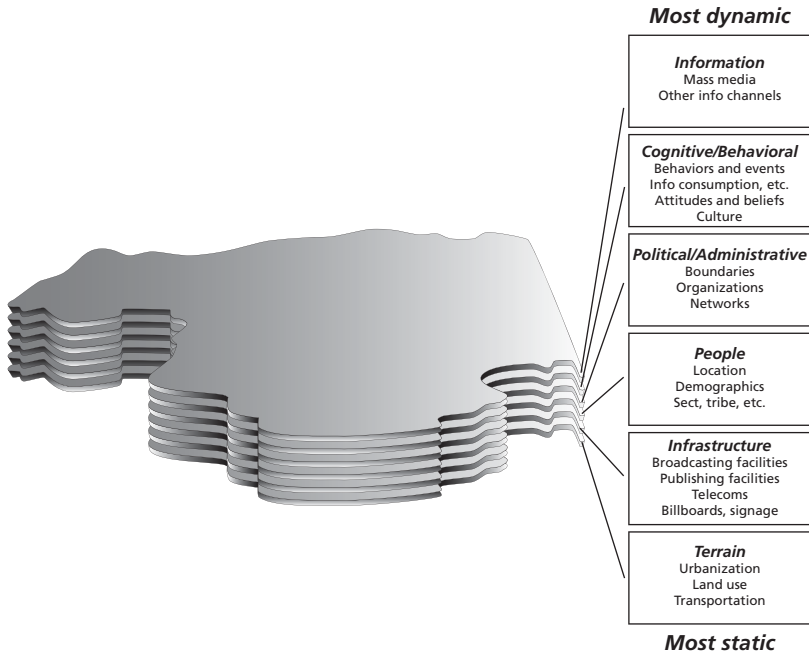 Most dynamic
Information
Mass media
Other info channels
Cognitive/Behavioral
Behaviors and events
Info consumption, etc.
Attitudes and beliefs
Culture
Political/Administrative
Boundaries
Organizations
Networks
People
Location
Demographics
Sect, tribe, etc.
Infrastructure
Broadcasting facilities
Publishing facilities
Telecoms
Billboards, signage
Terrain
Urbanization
Land use
Transportation
Most static